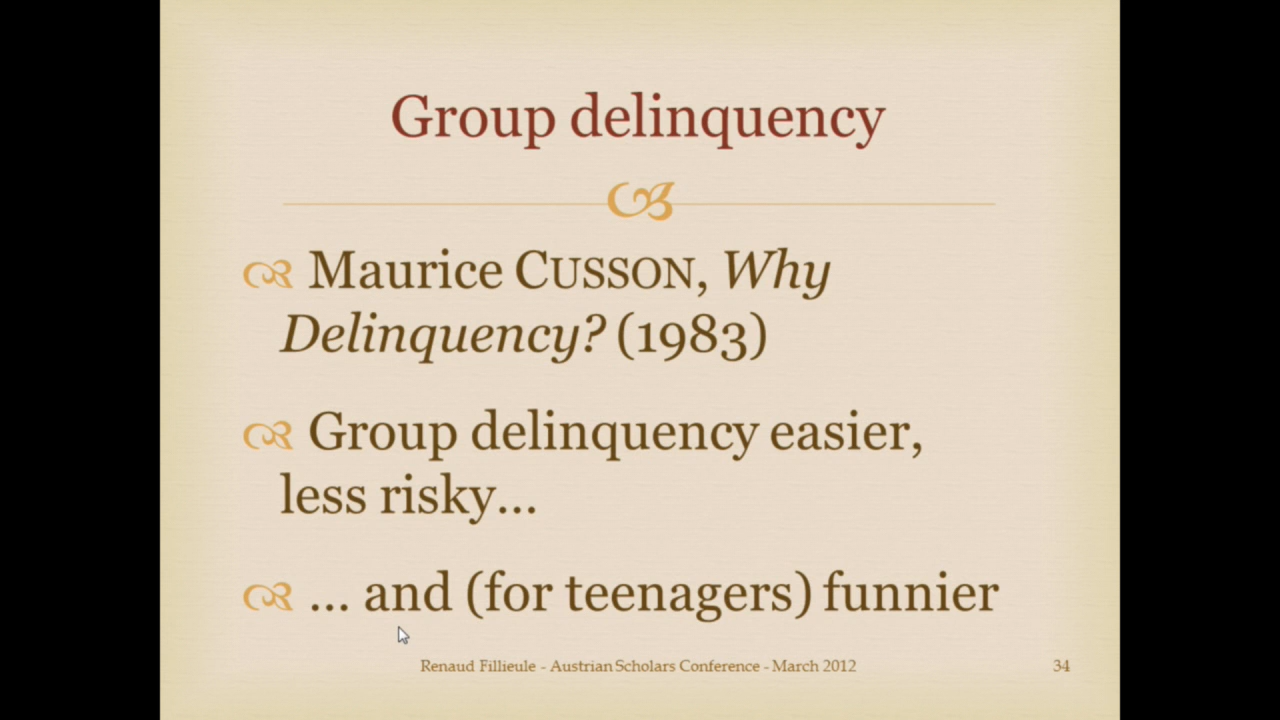 Group delinquency
Maurice CUSSON, Why
Delinquency? (1983)
Group delinquency easier,
less risky...
... and (for teenagers) funnier
Renaud Fillieule - Austrian Scholars Conference - March 2012
34